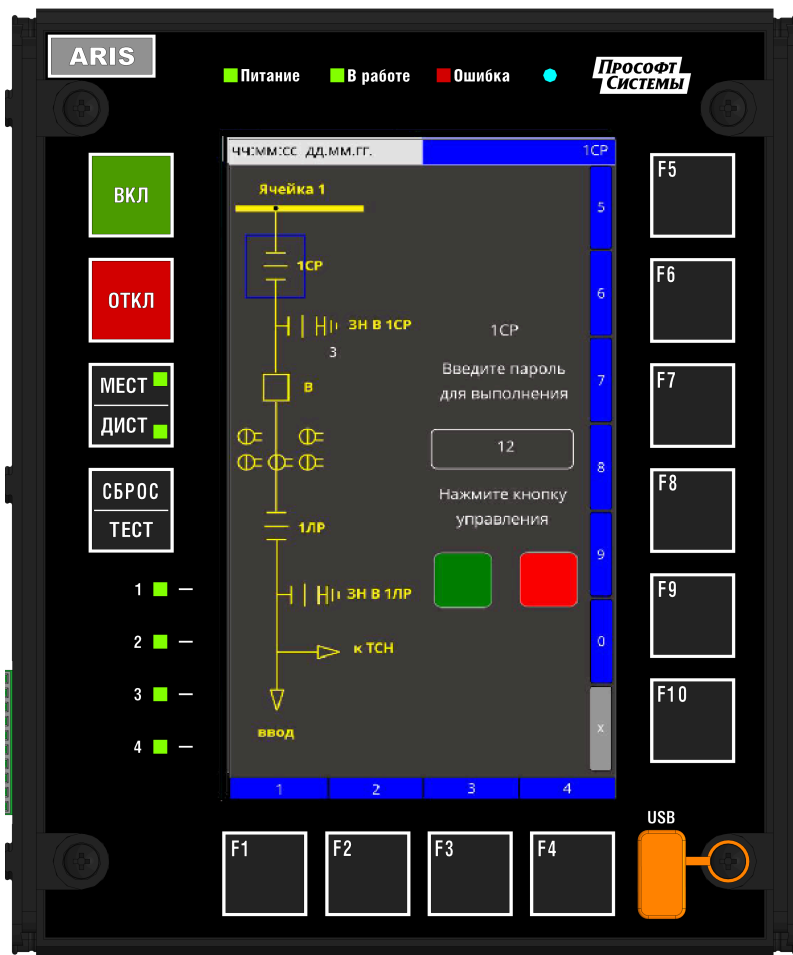 ARIS
Питание
В работе
Ошибка
Прософт
Системы
чч:мм:сс дд.мм.гг.
1СР
ВКЛ
ОТКЛ
МЕСТ
ДИСТ
СБРОС
ТЕСТ
1
2
3
4
Ячейка 1
1СР
ЗН В 1СР
3
В
1ЛР
ЗН В 1ЛР
к ТСН
ввод
1СР
Введите пароль
для выполнения
12
Нажмите кнопку
управления
5
6
7
8
9
0
x
1
2
3
4
F5
F6
F7
F8
F9
F10
USB
F1
F2
F3
F4